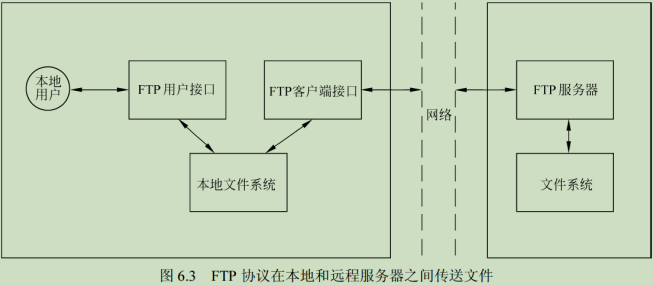 本地
用户
FTP 用户接口
FTP客户端接口
网络
FTP 服务器
本地文件系统
文件系统
图 6.3 FTP 协议在本地和远程服务器之间传送文件